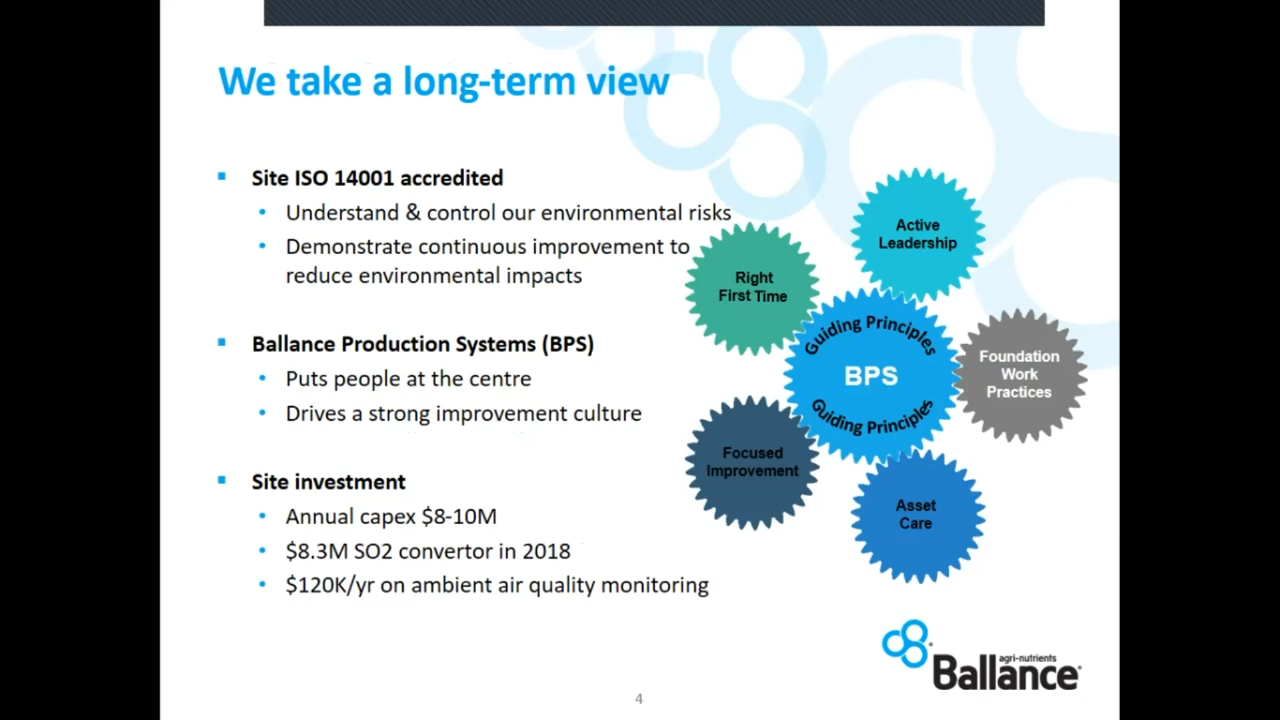 We take a long-term view
Site ISO 14001 accredited
Understand & control our environmental risks
Demonstrate continuous improvement to
reduce environmental impacts
Ballance Production Systems (BPS)
Puts people at the centre
Drives a strong improvement culture
Site investment
Annual capex $8-10M
$8.3M SO2 convertor in 2018
$120K/yr on ambient air quality monitoring
Active
Leadership
Right
First Time
Guiding Principles
BPS
Guiding Principles
Foundation
Work
Practices
Focused
Improvement
Asset
Care
agri-nutrients
Ballance
4